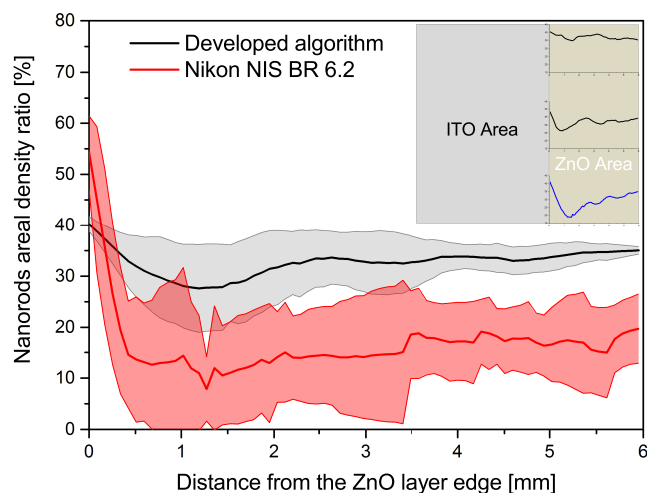 80
70
60
50
40
30
20
10
0
Nanorods areal density ratio [%]
Developed algorithm
Nikon NIS BR 6.2
ITO Area
ZnO Area
0
1
2
3
4
5
6
Distance from the ZnO layer edge [mm]